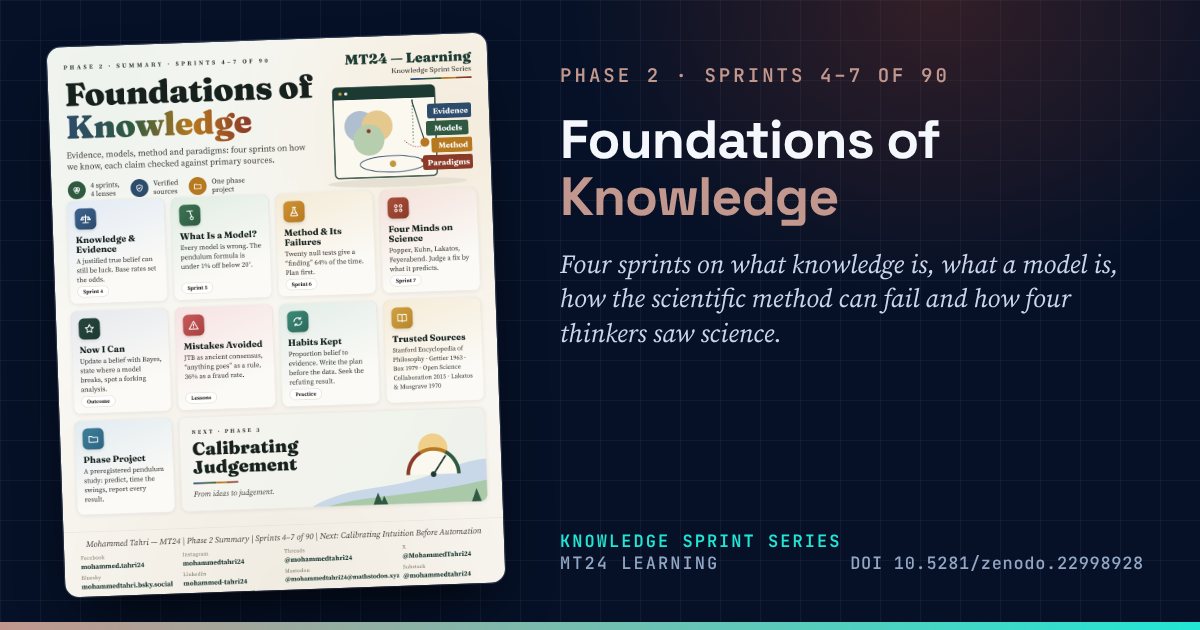 PHASE 2 · SUMMARY · SPRINTS 4–7 OF 90
MT24 — Learning
Knowledge Sprint Series
Foundations of
Knowledge
Evidence, models, method and paradigms: four sprints on how
we know, each claim checked against primary sources.
4 sprints,
4 lenses
Verified
sources
One phase
project
Evidence
Models
Method
Paradigms
Knowledge &
Evidence
A justified true belief can
still be luck. Base rates set
the odds.
Sprint 4
What Is a Model?
Every model is wrong. The
pendulum formula is
under 1% off below 20°.
Sprint 5
Method & Its
Failures
Twenty null tests give a
“finding” 64% of the time.
Plan first.
Sprint 6
Four Minds on
Science
Popper, Kuhn, Lakatos,
Feyerabend. Judge a fix by
what it predicts.
Sprint 7
Now I Can
Update a belief with Bayes,
state where a model
breaks, spot a forking
analysis.
Outcome
Mistakes Avoided
JTB as ancient consensus,
“anything goes” as a rule,
36% as a fraud rate.
Lessons
Habits Kept
Proportion belief to
evidence. Write the plan
before the data. Seek the
refuting result.
Practice
Trusted Sources
Stanford Encyclopedia of
Philosophy · Gettier 1963 ·
Box 1979 · Open Science
Collaboration 2015 · Lakatos
& Musgrave 1970
Phase Project
A preregistered pendulum
study: predict, time the
swings, report every
result.
NEXT · PHASE 3
Calibrating
Judgement
From ideas to judgement.
Mohammed Tahri — MT24 | Phase 2 Summary | Sprints 4–7 of 90 | Next: Calibrating Intuition Before Automation
Facebook
mohammed.tahri24
Instagram
mohammedtahri24
Threads
@mohammedtahri24
X
@MohammedTahri24
Bluesky
mohammedtahri.bsky.social
LinkedIn
mohammed-tahri24
Mastodon
@mohammedtahri24@mathstodon.xyz
Substack
@mohammedtahri24
PHASE 2 · SPRINTS 4–7 OF 90
Foundations of
Knowledge
Four sprints on what knowledge is, what a model is,
how the scientific method can fail and how four
thinkers saw science.
KNOWLEDGE SPRINT SERIES
MT24 LEARNING
DOI 10.5281/zenodo.22998928